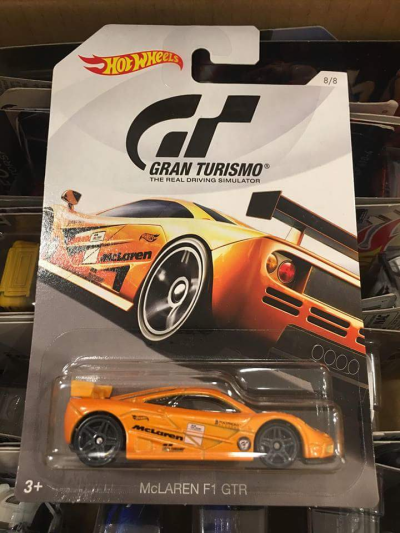 Hot Wheels
8/8
GT
GRAN TURISMO®
THE REAL DRIVING SIMULATOR
McLaren
McLaren
3+
McLAREN F1 GTR